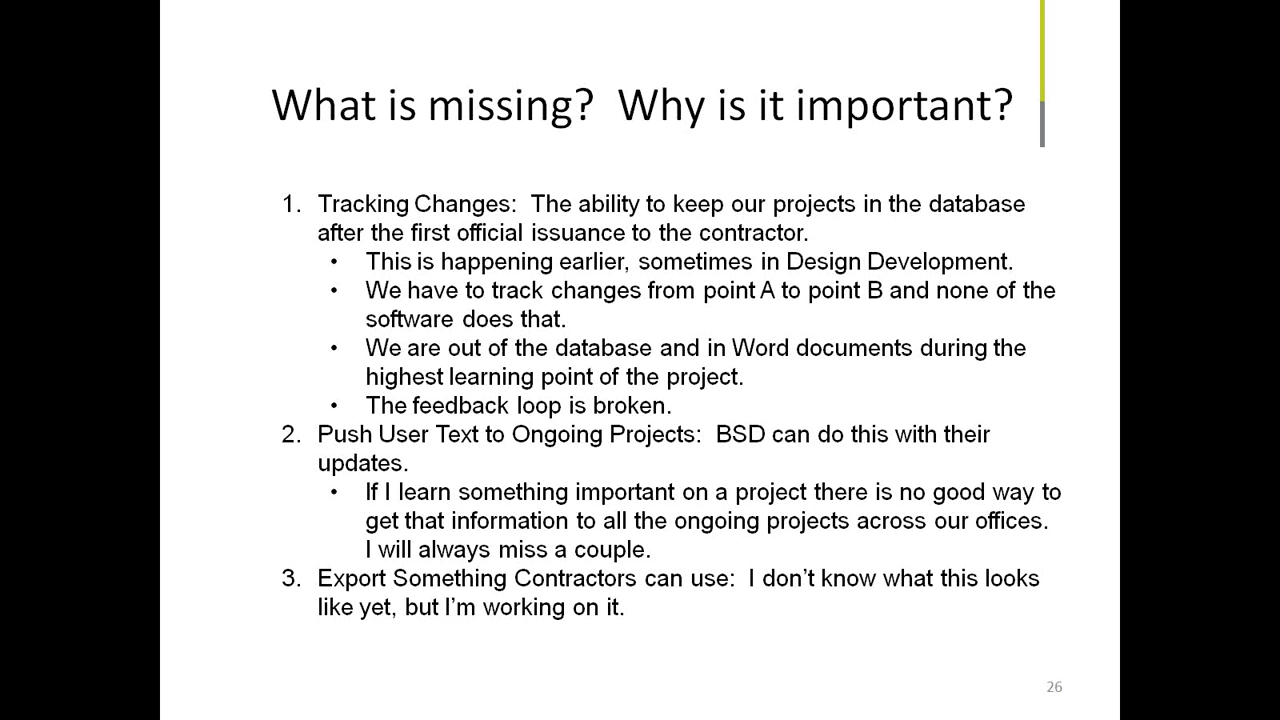 What is missing?  Why is it important?
1. Tracking Changes:  The ability to keep our projects in the database
after the first official issuance to the contractor.
• This is happening earlier, sometimes in Design Development.
• We have to track changes from point A to point B and none of the
software does that.
• We are out of the database and in Word documents during the
highest learning point of the project.
• The feedback loop is broken.
2. Push User Text to Ongoing Projects:  BSD can do this with their
updates.
• If I learn something important on a project there is no good way to
get that information to all the ongoing projects across our offices.
I will always miss a couple.
3. Export Something Contractors can use:  I don’t know what this looks
like yet, but I’m working on it.
26